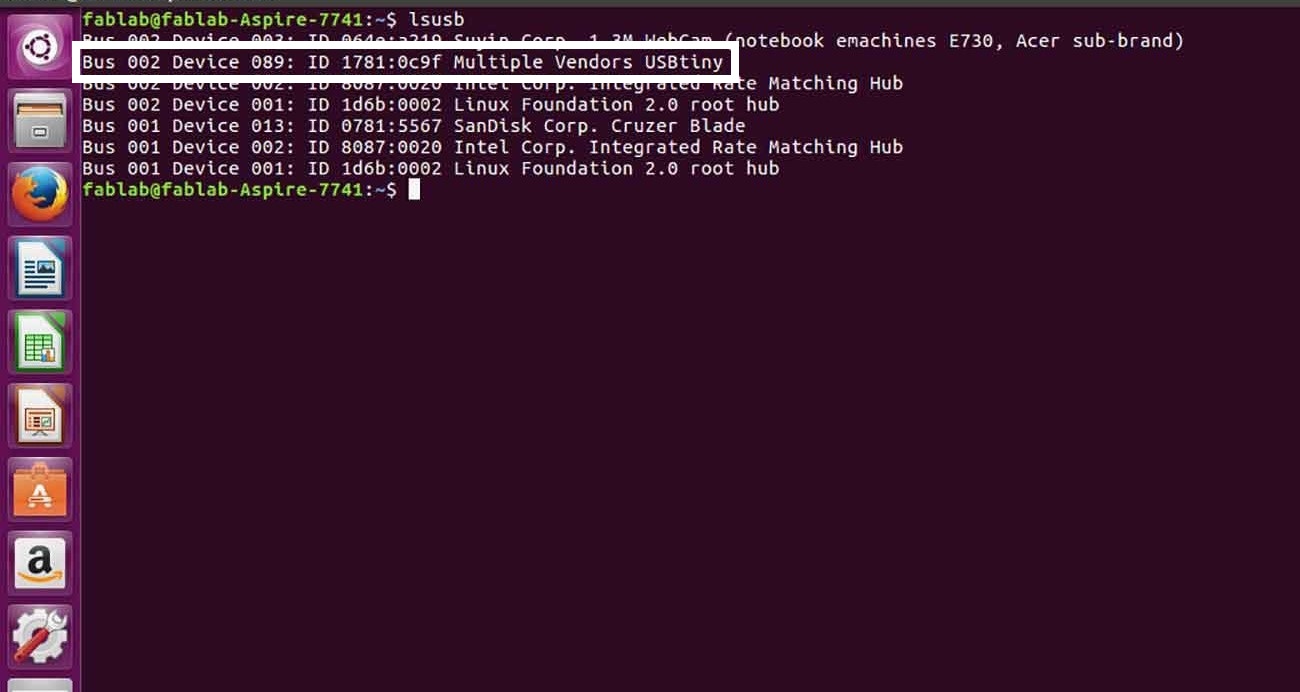 fablab@fablab-Aspire-7741:~$ lsusb
Bus 002 Device 003: ID 064e:a219 Suyin Corp. 1.3M WebCam (notebook emachines E730, Acer sub-brand)
Bus 002 Device 089: ID 1781:0c9f Multiple Vendors USBtiny
Bus 002 Device 002: ID 8087:0020 Intel Corp. Integrated Rate Matching Hub
Bus 002 Device 001: ID 1d6b:0002 Linux Foundation 2.0 root hub
Bus 001 Device 013: ID 0781:5567 SanDisk Corp. Cruzer Blade
Bus 001 Device 002: ID 8087:0020 Intel Corp. Integrated Rate Matching Hub
Bus 001 Device 001: ID 1d6b:0002 Linux Foundation 2.0 root hub
fablab@fablab-Aspire-7741:~$